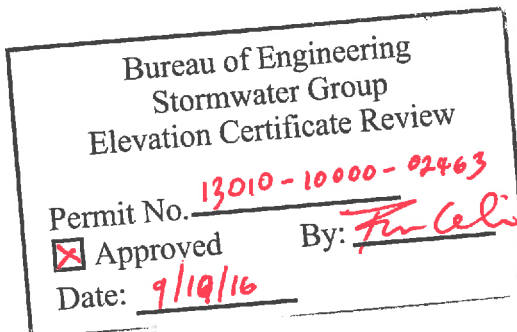 Bureau of Engineering
Stormwater Group
Elevation Certificate Review
Permit No. 13010-10000-02463
Approved By:
Date: 9/19/16